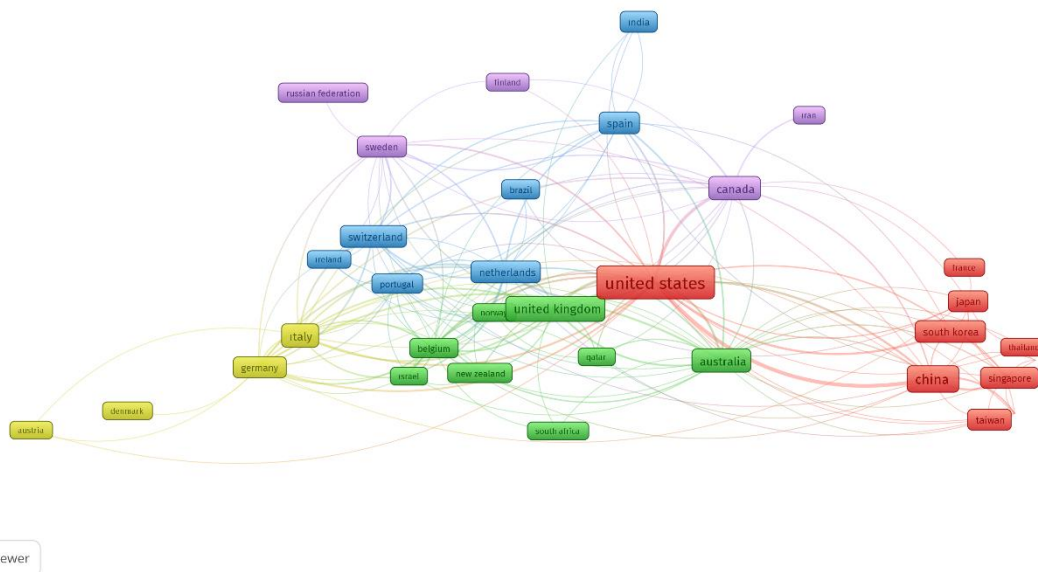 india
finland
russian federation
iran
spain
sweden
canada
brazil
switzerland
ireland
france
netherlands
portugal
united states
japan
norway
united kingdom
south korea
italy
belgium
thailand
qatar
australia
germany
new zealand
israel
china
singapore
denmark
taiwan
austria
south africa
ewer